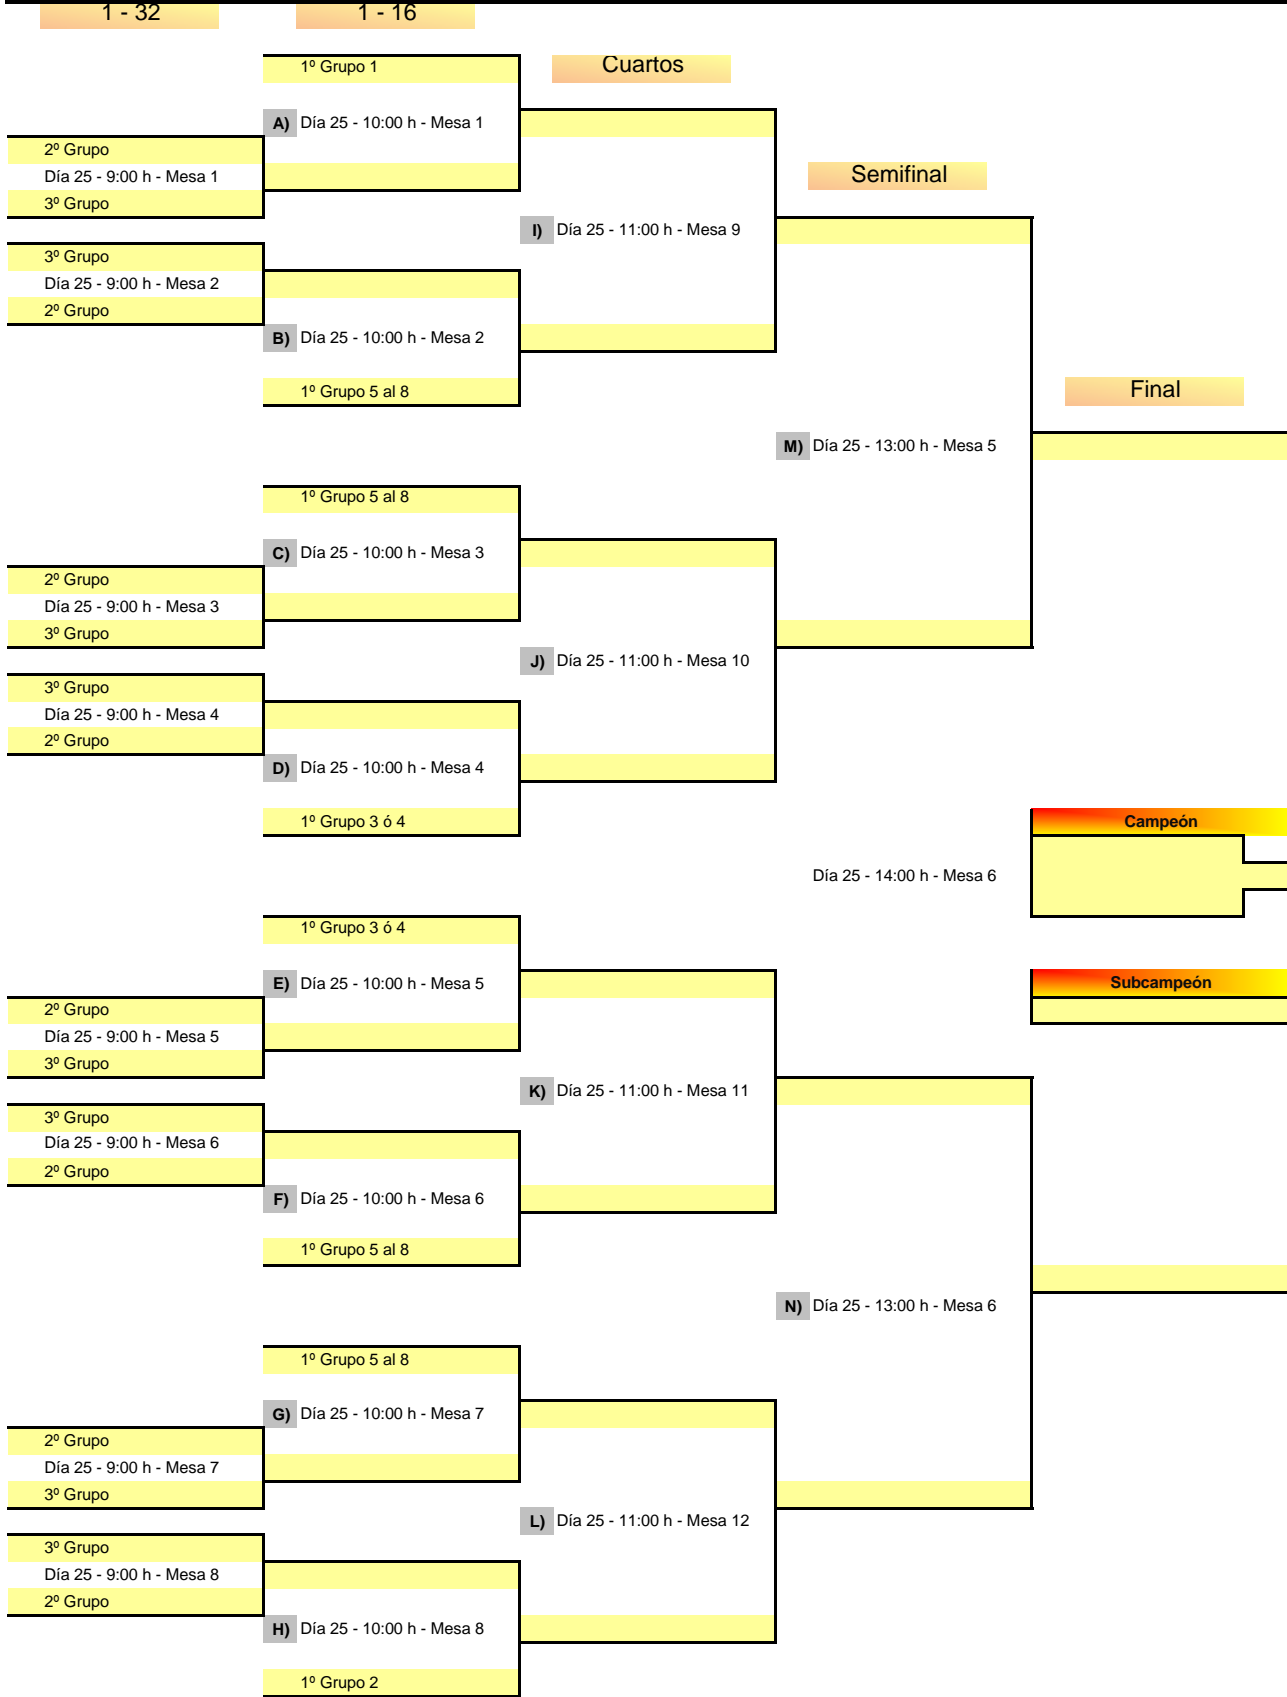 1 - 32
1 - 16
1º Grupo 1
Cuartos
A) Día 25 - 10:00 h - Mesa 1
2º Grupo
Día 25 - 9:00 h - Mesa 1
Semifinal
3º Grupo
I) Día 25 - 11:00 h - Mesa 9
3º Grupo
Día 25 - 9:00 h - Mesa 2
2º Grupo
B) Día 25 - 10:00 h - Mesa 2
1º Grupo 5 al 8
Final
M) Día 25 - 13:00 h - Mesa 5
1º Grupo 5 al 8
C) Día 25 - 10:00 h - Mesa 3
2º Grupo
Día 25 - 9:00 h - Mesa 3
3º Grupo
J) Día 25 - 11:00 h - Mesa 10
3º Grupo
Día 25 - 9:00 h - Mesa 4
2º Grupo
D) Día 25 - 10:00 h - Mesa 4
1º Grupo 3 ó 4
Campeón
Día 25 - 14:00 h - Mesa 6
1º Grupo 3 ó 4
E) Día 25 - 10:00 h - Mesa 5
Subcampeón
2º Grupo
Día 25 - 9:00 h - Mesa 5
3º Grupo
K) Día 25 - 11:00 h - Mesa 11
3º Grupo
Día 25 - 9:00 h - Mesa 6
2º Grupo
F) Día 25 - 10:00 h - Mesa 6
1º Grupo 5 al 8
N) Día 25 - 13:00 h - Mesa 6
1º Grupo 5 al 8
G) Día 25 - 10:00 h - Mesa 7
2º Grupo
Día 25 - 9:00 h - Mesa 7
3º Grupo
L) Día 25 - 11:00 h - Mesa 12
3º Grupo
Día 25 - 9:00 h - Mesa 8
2º Grupo
H) Día 25 - 10:00 h - Mesa 8
1º Grupo 2